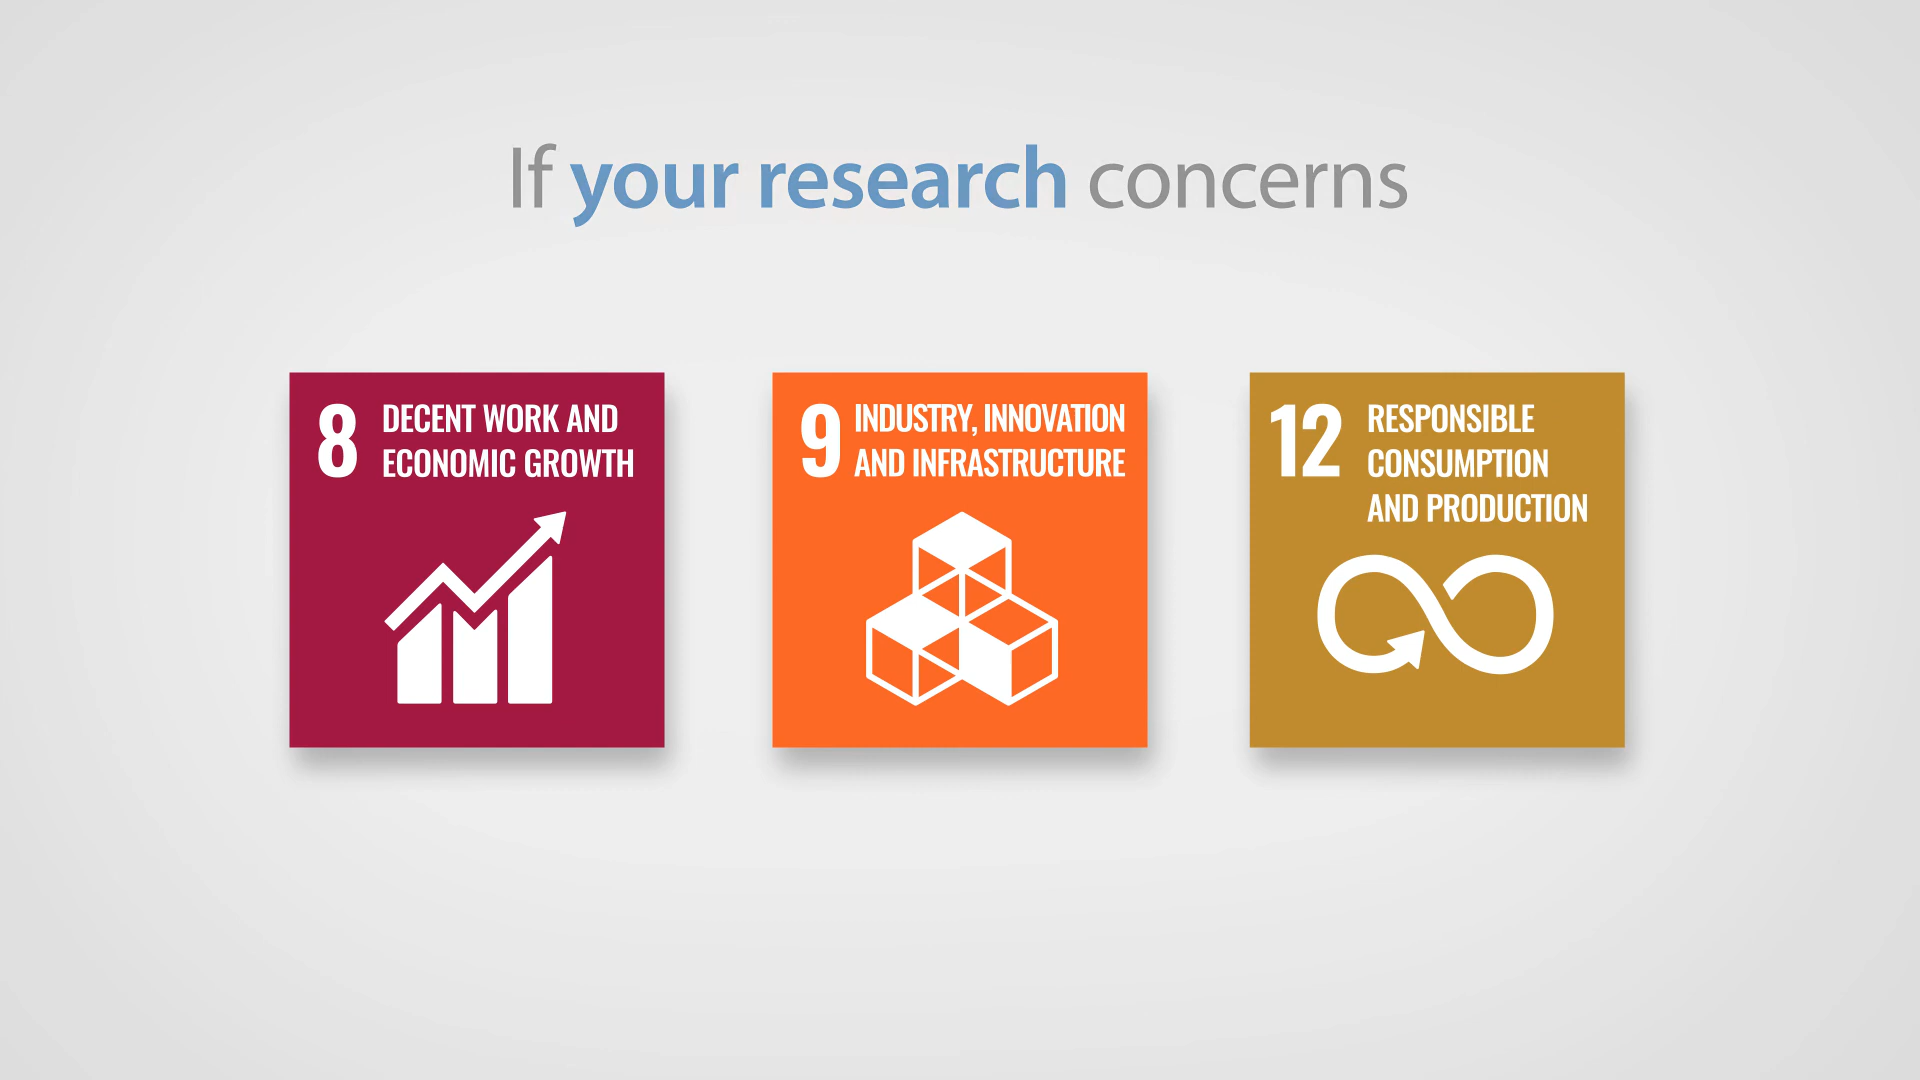 If your research concerns
8
DECENT WORK AND
ECONOMIC GROWTH
9
INDUSTRY, INNOVATION
AND INFRASTRUCTURE
12
RESPONSIBLE
CONSUMPTION
AND PRODUCTION